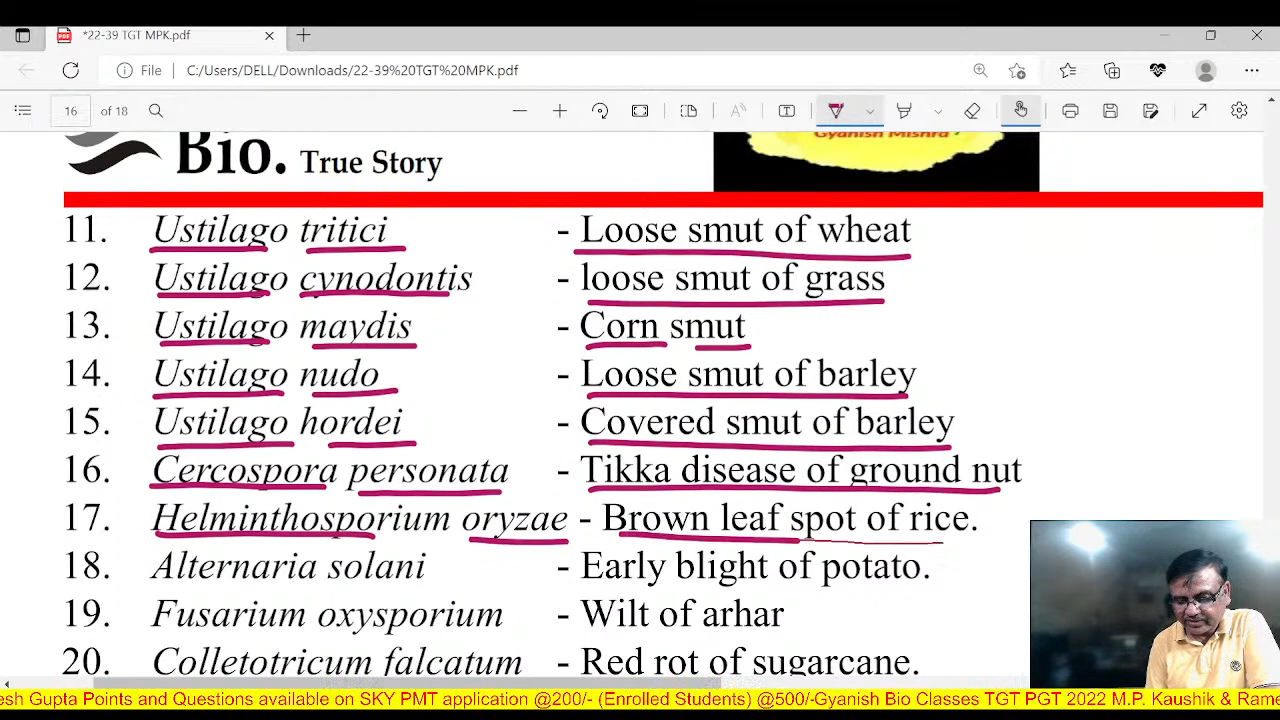 *22-39 TGT MPK.pdf
File C:/Users/DELL/Downloads/22-39%20TGT%20MPK.pdf
16 of 18
Gyanish Mishra
Bio. True Story
11. Ustilago tritici - Loose smut of wheat
12. Ustilago cynodontis - loose smut of grass
13. Ustilago maydis - Corn smut
14. Ustilago nudo - Loose smut of barley
15. Ustilago hordei - Covered smut of barley
16. Cercospora personata - Tikka disease of ground nut
17. Helminthosporium oryzae - Brown leaf spot of rice.
18. Alternaria solani - Early blight of potato.
19. Fusarium oxysporium - Wilt of arhar
20. Colletotricum falcatum - Red rot of sugarcane.
esh Gupta Points and Questions available on SKY PMT application @200/- (Enrolled Students) @500/-Gyanish Bio Classes TGT PGT 2022 M.P. Kaushik & Ram